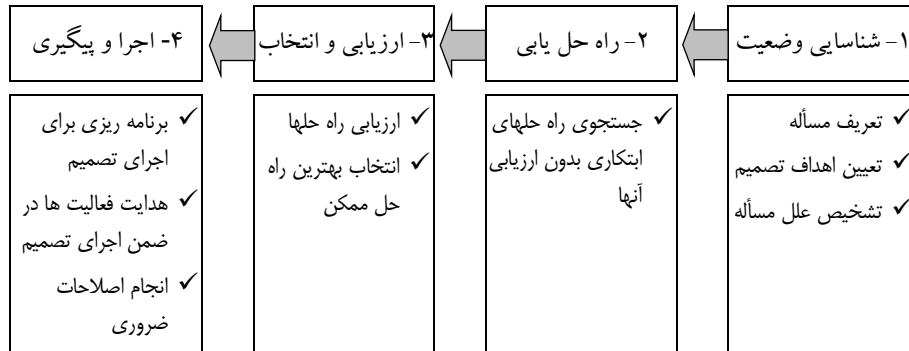 ۱- شناسایی وضعیت
۲- راه حل یابی
۳- ارزیابی و انتخاب
۴- اجرا و پیگیری
✓ تعریف مسأله
✓ تعیین اهداف تصمیم
✓ تشخیص علل مسأله
✓ جستجوی راه حلهای
ابتکاری بدون ارزیابی
آنها
✓ ارزیابی راه حلها
✓ انتخاب بهترین راه
حل ممکن
✓ برنامه ریزی برای
اجرای تصمیم
✓ هدایت فعالیت ها در
ضمن اجرای تصمیم
✓ انجام اصلاحات
ضروری